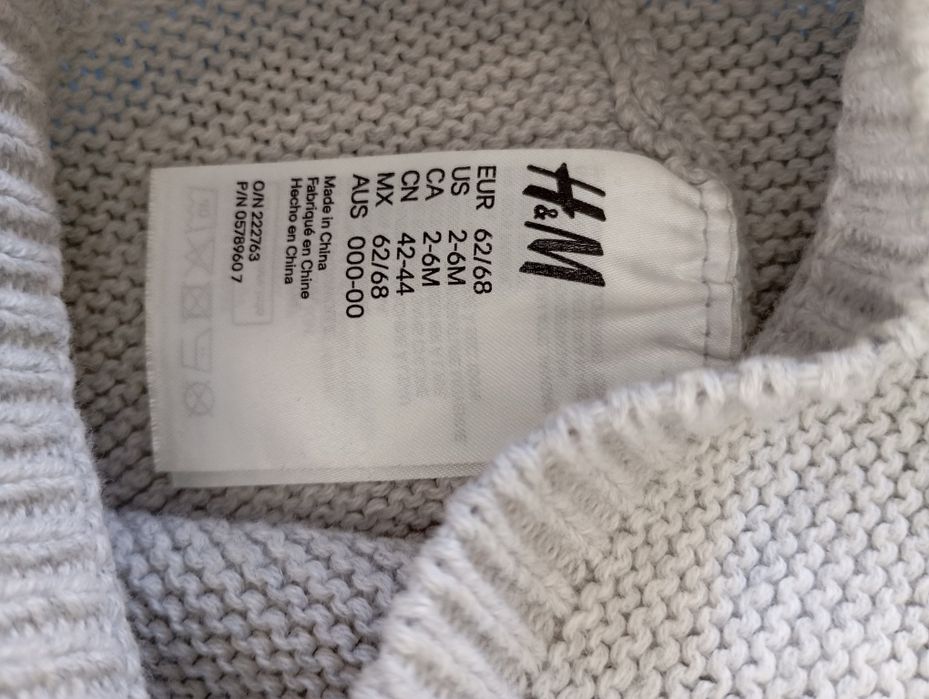 H&M
EUR 62/68
US 2-6M
CA 2-6M
CN 42-44
MX 62/68
AUS 000-00
Made in China
Fabriqué en Chine
Hecho en China
O/N 222763
P/N 0578960 7